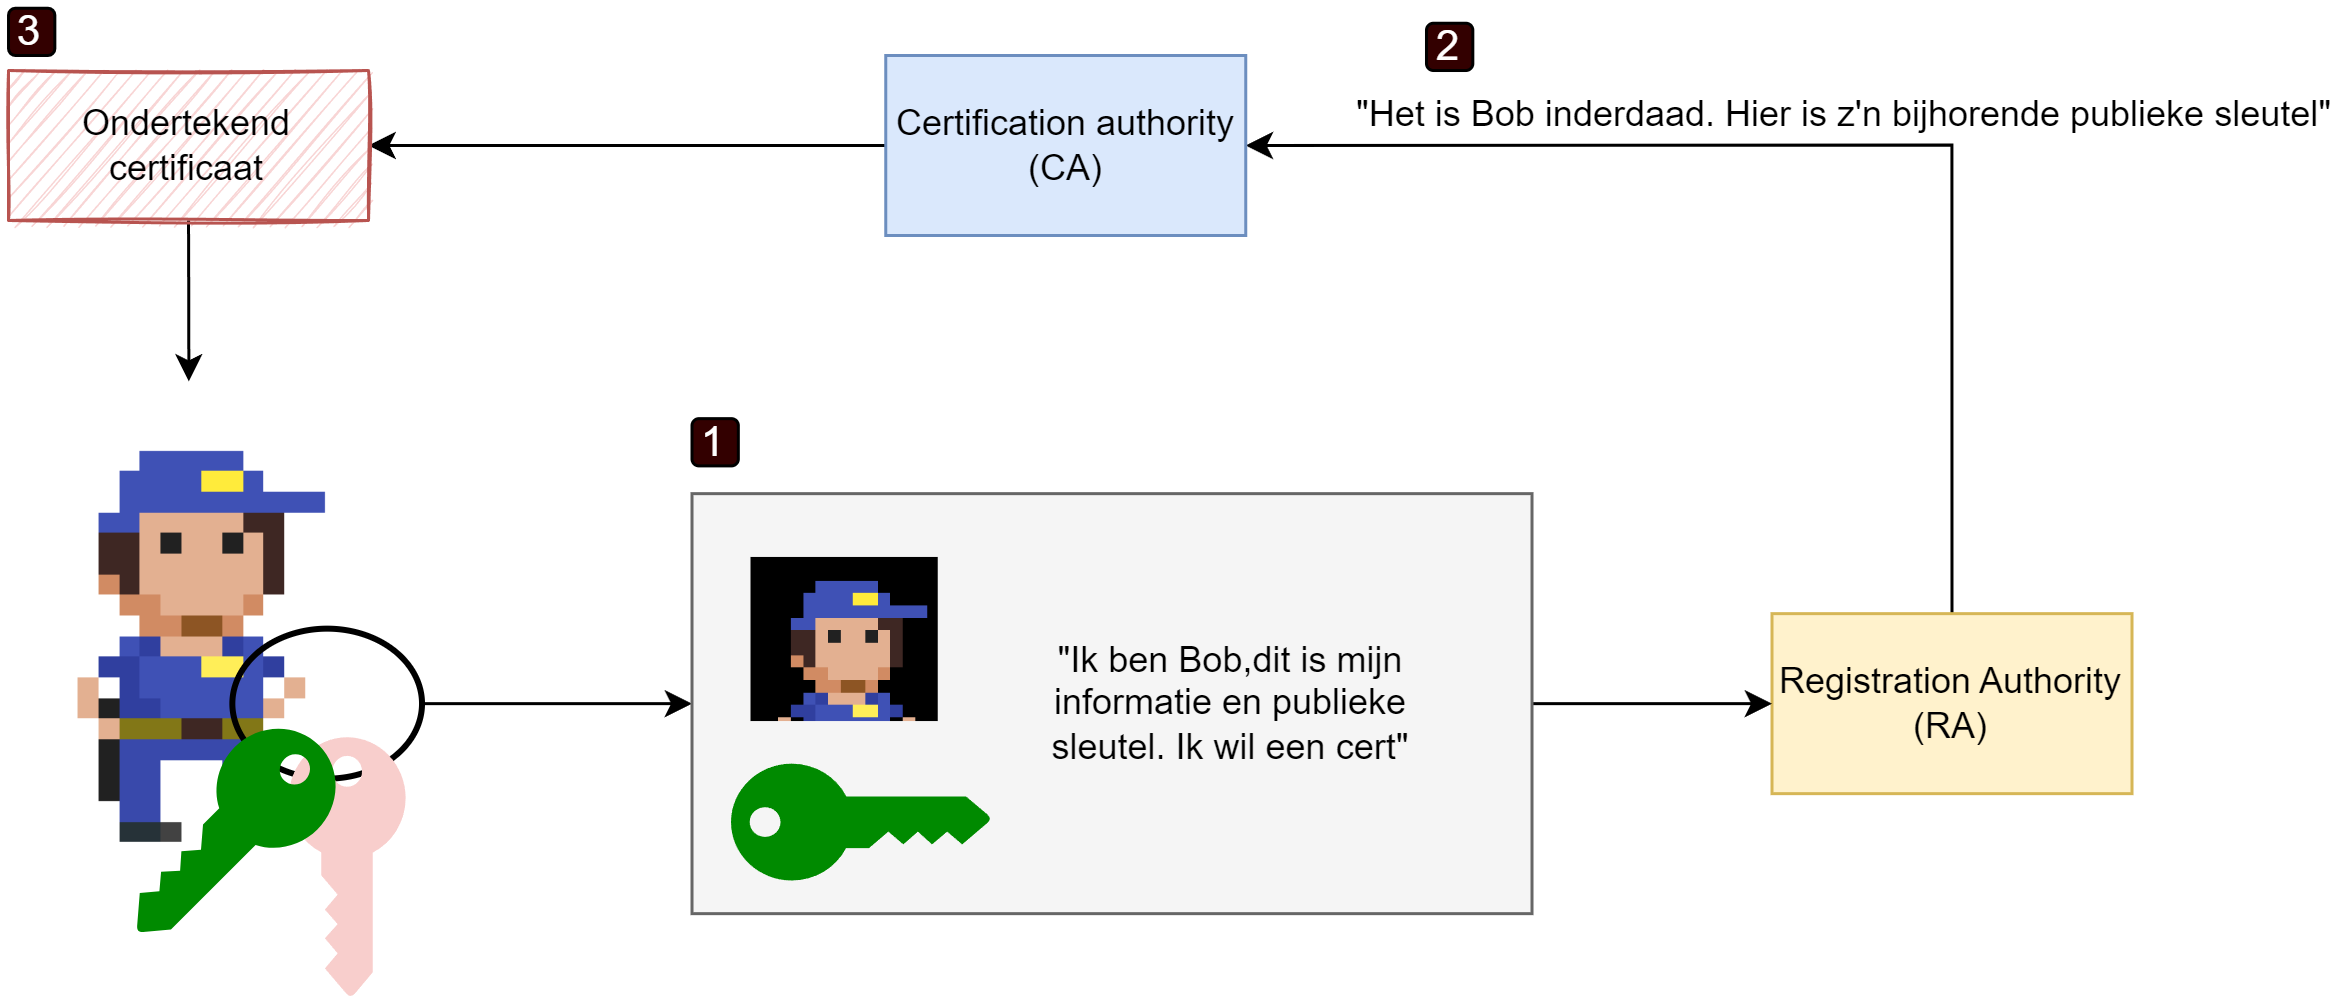 3
Ondertekend
certificaat
Certification authority
(CA)
2
"Het is Bob inderdaad. Hier is z'n bijhorende publieke sleutel"
1
"Ik ben Bob,dit is mijn
informatie en publieke
sleutel. Ik wil een cert"
Registration Authority
(RA)